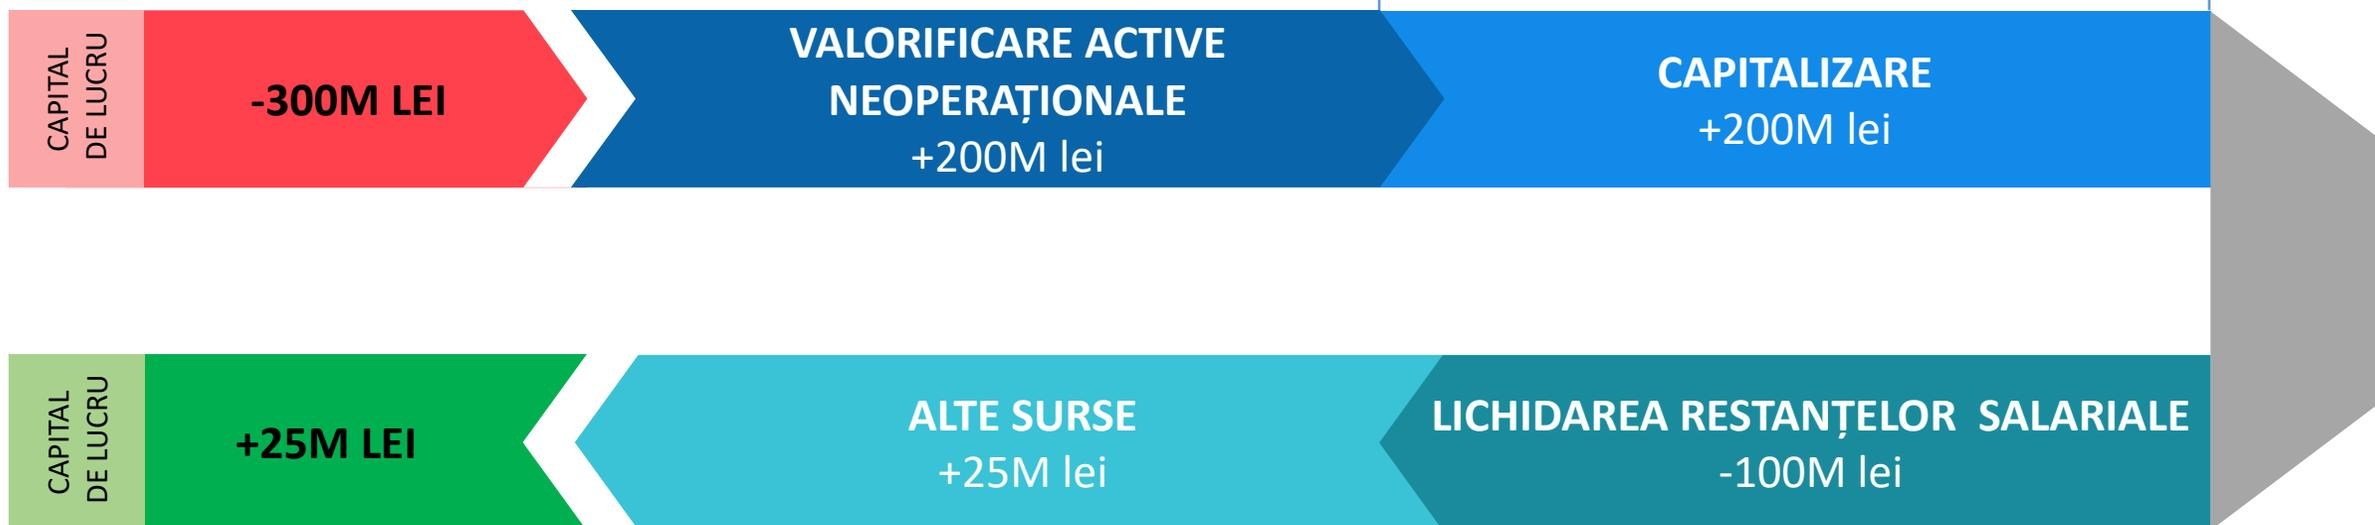 CAPITAL
DE LUCRU
-300M LEI
VALORIFICARE ACTIVE
NEOPERAȚIONALE
+200M lei
CAPITALIZARE
+200M lei
CAPITAL
DE LUCRU
+25M LEI
ALTE SURSE
+25M lei
LICHIDAREA RESTANȚELOR  SALARIALE
-100M lei